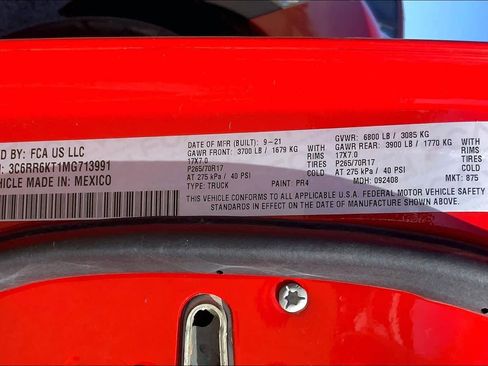 ED BY: FCA US LLC
DATE OF MFR (BUILT): 9-21
GVWR: 6800 LB / 3085 KG
GAWR FRONT: 3700 LB / 1679 KG WITH
GAWR REAR: 3900 LB / 1770 KG WITH
17X7.0 RIMS
17X7.0 RIMS
P265/70R17
P265/70R17
AT 275 kPa / 40 PSI COLD
AT 275 kPa / 40 PSI COLD
N: 3C6RR6KT1MG713991
TYPE: TRUCK
PAINT: PR4
MDH: 092408
MKT: 875
EHICLE MADE IN: MEXICO
THIS VEHICLE CONFORMS TO ALL APPLICABLE U.S.A. FEDERAL MOTOR VEHICLE SAFETY
STANDARDS IN EFFECT ON THE DATE OF MANUFACTURE SHOWN ABOVE.